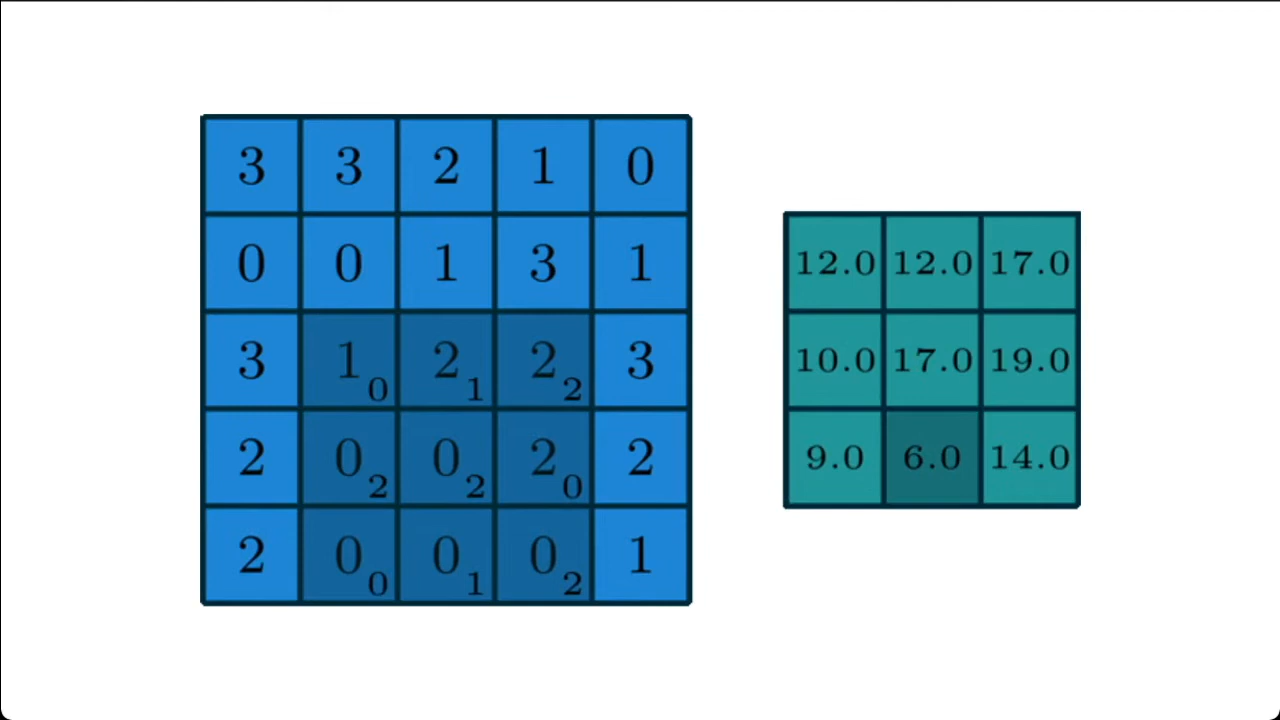 3 3 2 1 0
0 0 1 3 1
3 1 0 2 1 2 2 3
2 0 2 0 2 2 0 2
2 0 0 0 1 0 2 1
12.0 12.0 17.0
10.0 17.0 19.0
9.0 6.0 14.0